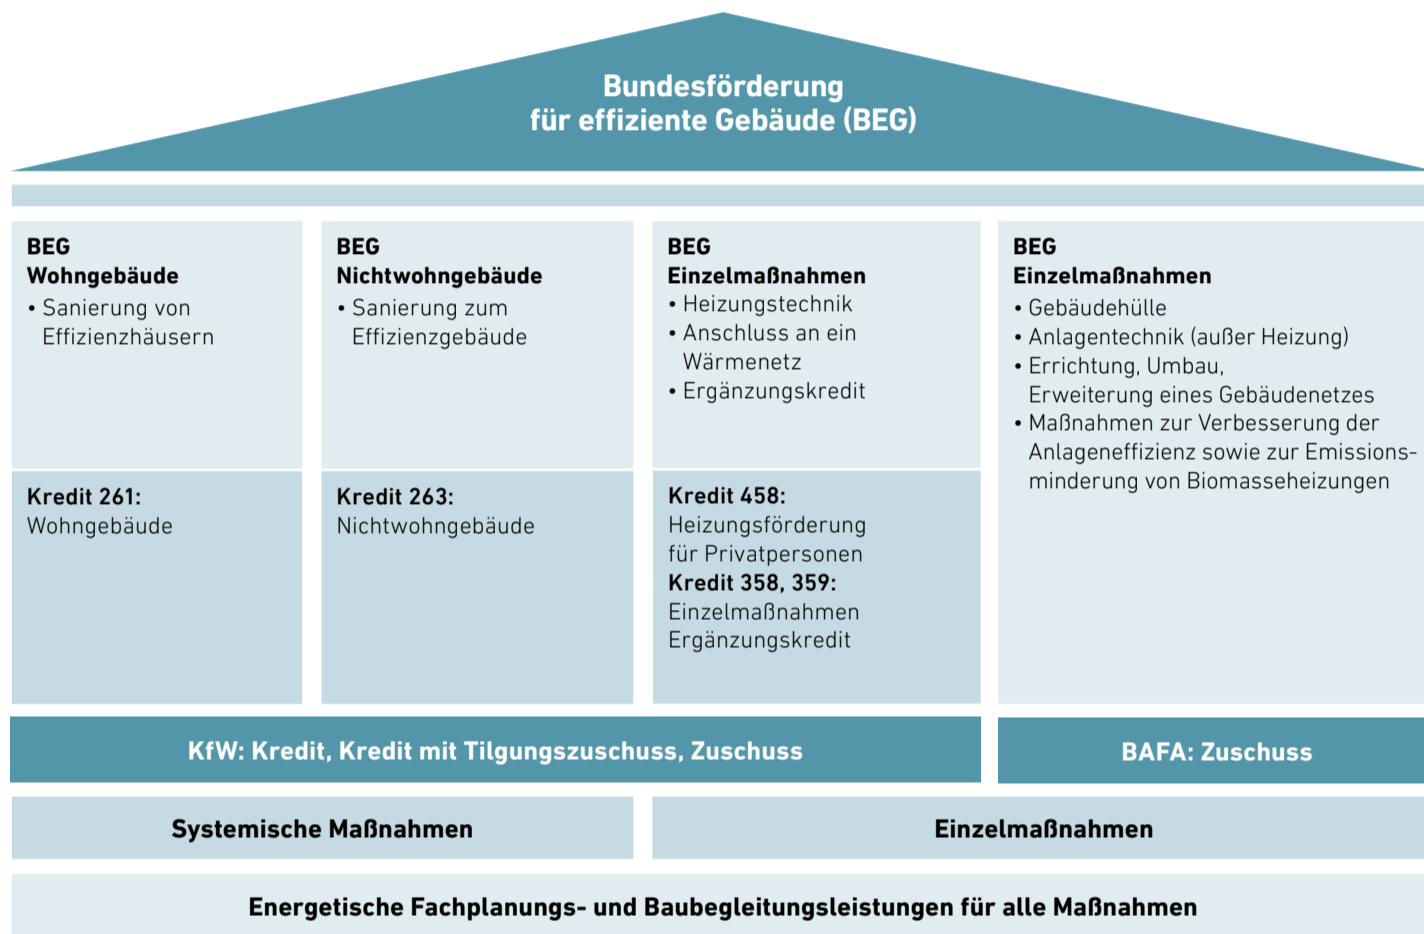 Bundesförderung
für effiziente Gebäude (BEG)
BEG
Wohngebäude
• Sanierung von
Effizienzhäusern
Kredit 261:
Wohngebäude
BEG
Nichtwohngebäude
• Sanierung zum
Effizienzgebäude
Kredit 263:
Nichtwohngebäude
BEG
Einzelmaßnahmen
• Heizungstechnik
• Anschluss an ein
Wärmenetz
• Ergänzungskredit
Kredit 458:
Heizungsförderung
für Privatpersonen
Kredit 358, 359:
Einzelmaßnahmen
Ergänzungskredit
BEG
Einzelmaßnahmen
• Gebäudehülle
• Anlagentechnik (außer Heizung)
• Errichtung, Umbau,
Erweiterung eines Gebäudenetzes
• Maßnahmen zur Verbesserung der
Anlageneffizienz sowie zur Emissions-
minderung von Biomasseheizungen
KfW: Kredit, Kredit mit Tilgungszuschuss, Zuschuss
BAFA: Zuschuss
Systemische Maßnahmen
Einzelmaßnahmen
Energetische Fachplanungs- und Baubegleitungsleistungen für alle Maßnahmen